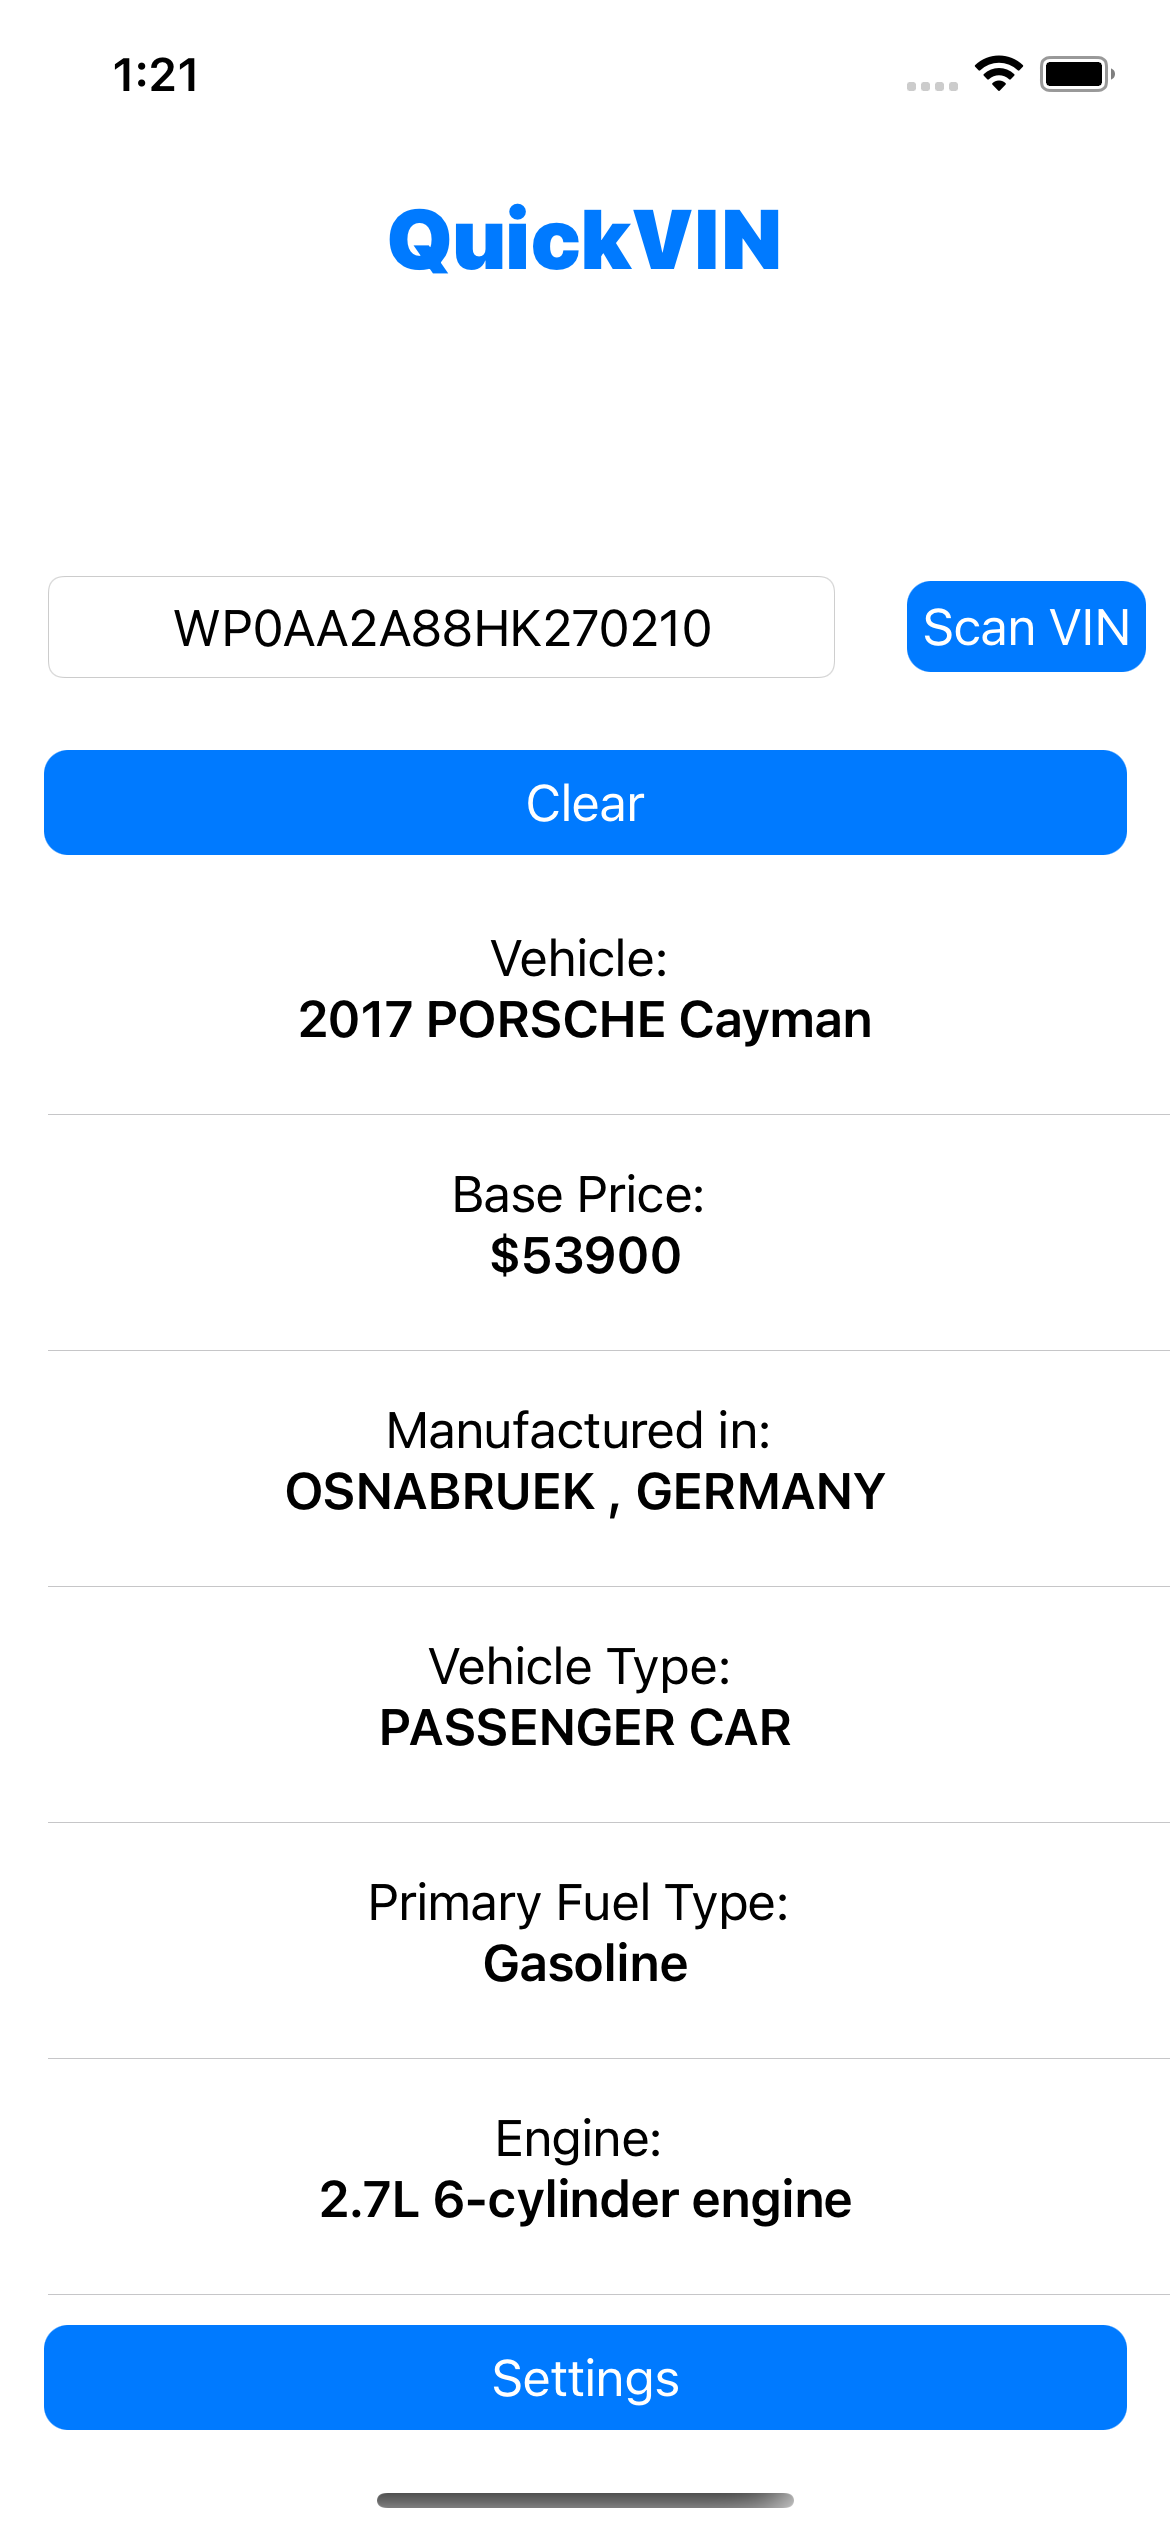 1:21
QuickVIN
WP0AA2A88HK270210
Scan VIN
Clear
Vehicle:
2017 PORSCHE Cayman
Base Price:
$53900
Manufactured in:
OSNABRUEK , GERMANY
Vehicle Type:
PASSENGER CAR
Primary Fuel Type:
Gasoline
Engine:
2.7L 6-cylinder engine
Settings